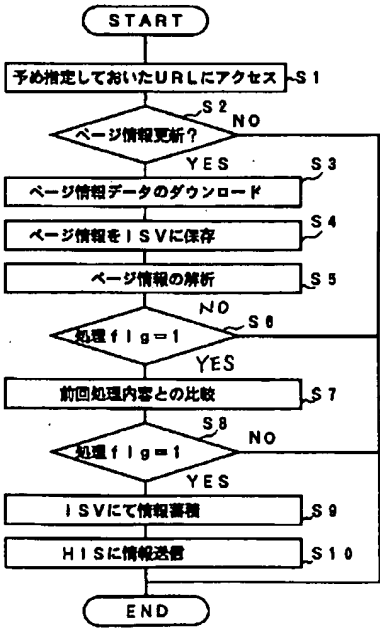 START
予め指定しておいたURLにアクセス
S1
S2
ページ情報更新?
NO
YES
S3
ページ情報データのダウンロード
S4
ページ情報をISVに保存
ページ情報の解析
S5
NO
S6
処理flg=1
YES
前回処理内容との比較
S7
S8
処理flg=1
NO
YES
ISVにて情報蓄積
S9
HISに情報送信
S10
END